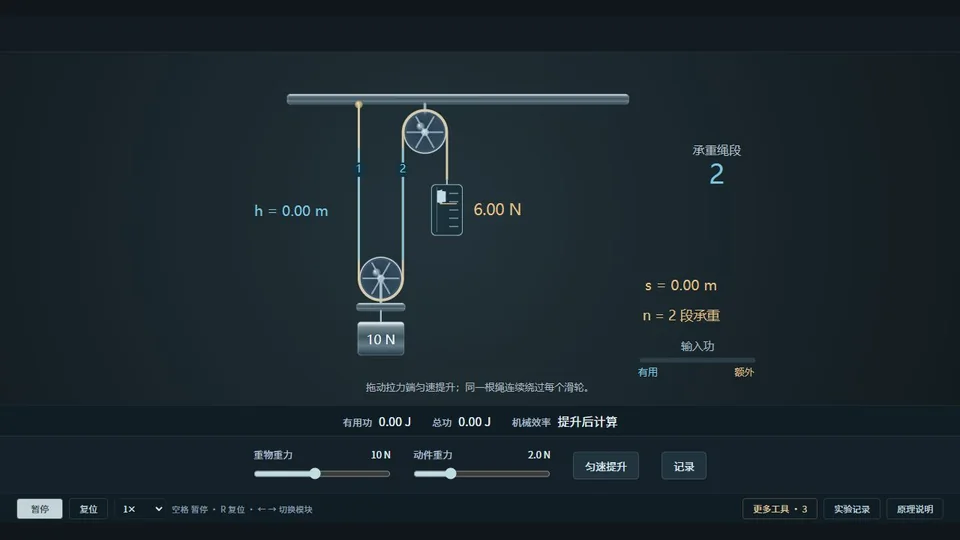 承重绳段
2
1
2
h = 0.00 m
6.00 N
s = 0.00 m
n = 2 段承重
10 N
输入功
有用 额外
拖动拉力端匀速提升；同一根绳连续绕过每个滑轮。
有用功 0.00 J 总功 0.00 J 机械效率 提升后计算
重物重力 10 N 动件重力 2.0 N
匀速提升 记录
暂停 复位 1× 空格 暂停 · R 复位 · ←→ 切换模块 更多工具 · 3 实验记录 原理说明